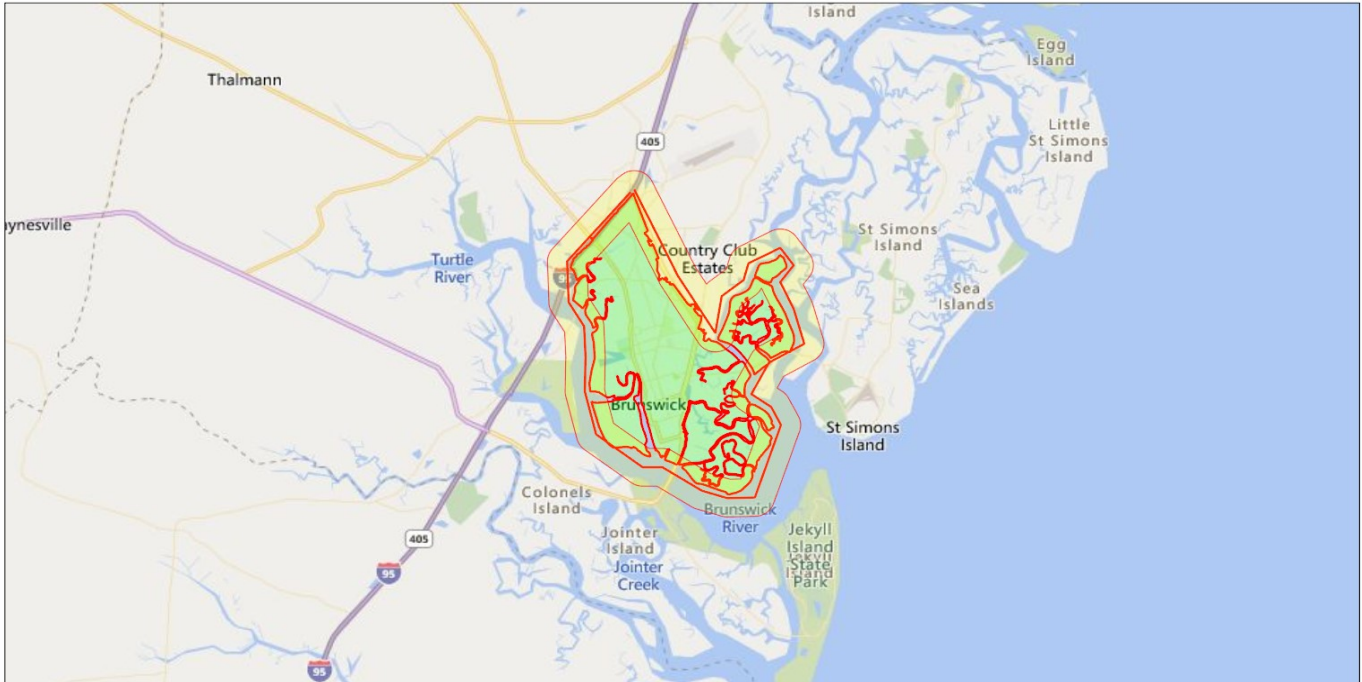 Island
Egg
Island
Thalmann
Little
St Simons
Island
405
ynesville
St Simons
Island
Country Club
Estates
Turtle
River
95
Sea
Islands
Brunswick
St Simons
Island
Colonels
Island
Brunswick
River
Jointer
Island
Jointer
Creek
Jekyll
Island
State
Park
405
95
95